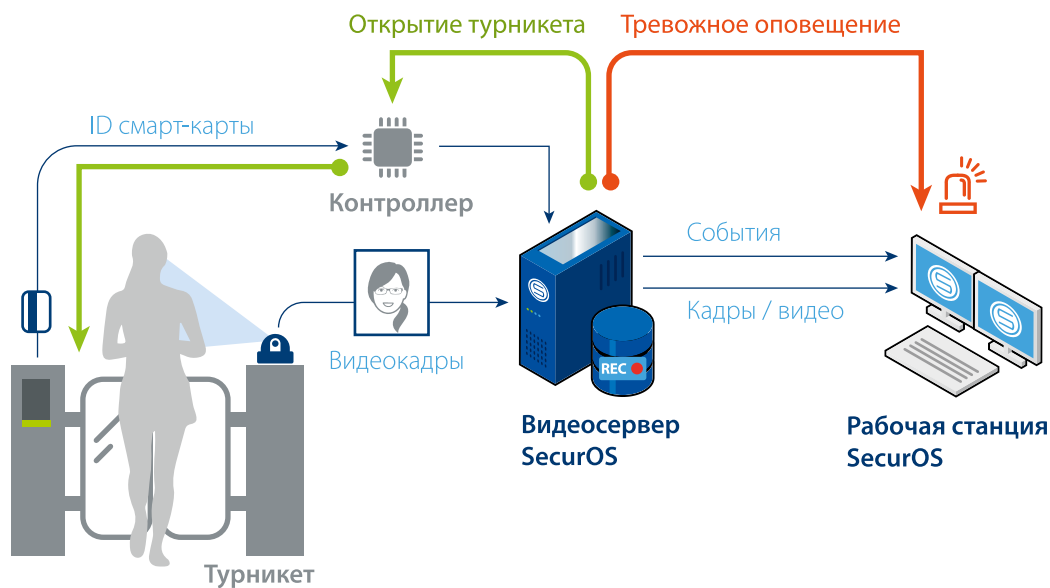 Открытие турникета
Тревожное оповещение
ID смарт-карты
Контроллер
События
Кадры / видео
Видеокадры
REC
Видеосервер
SecurOS
Рабочая станция
SecurOS
Турникет